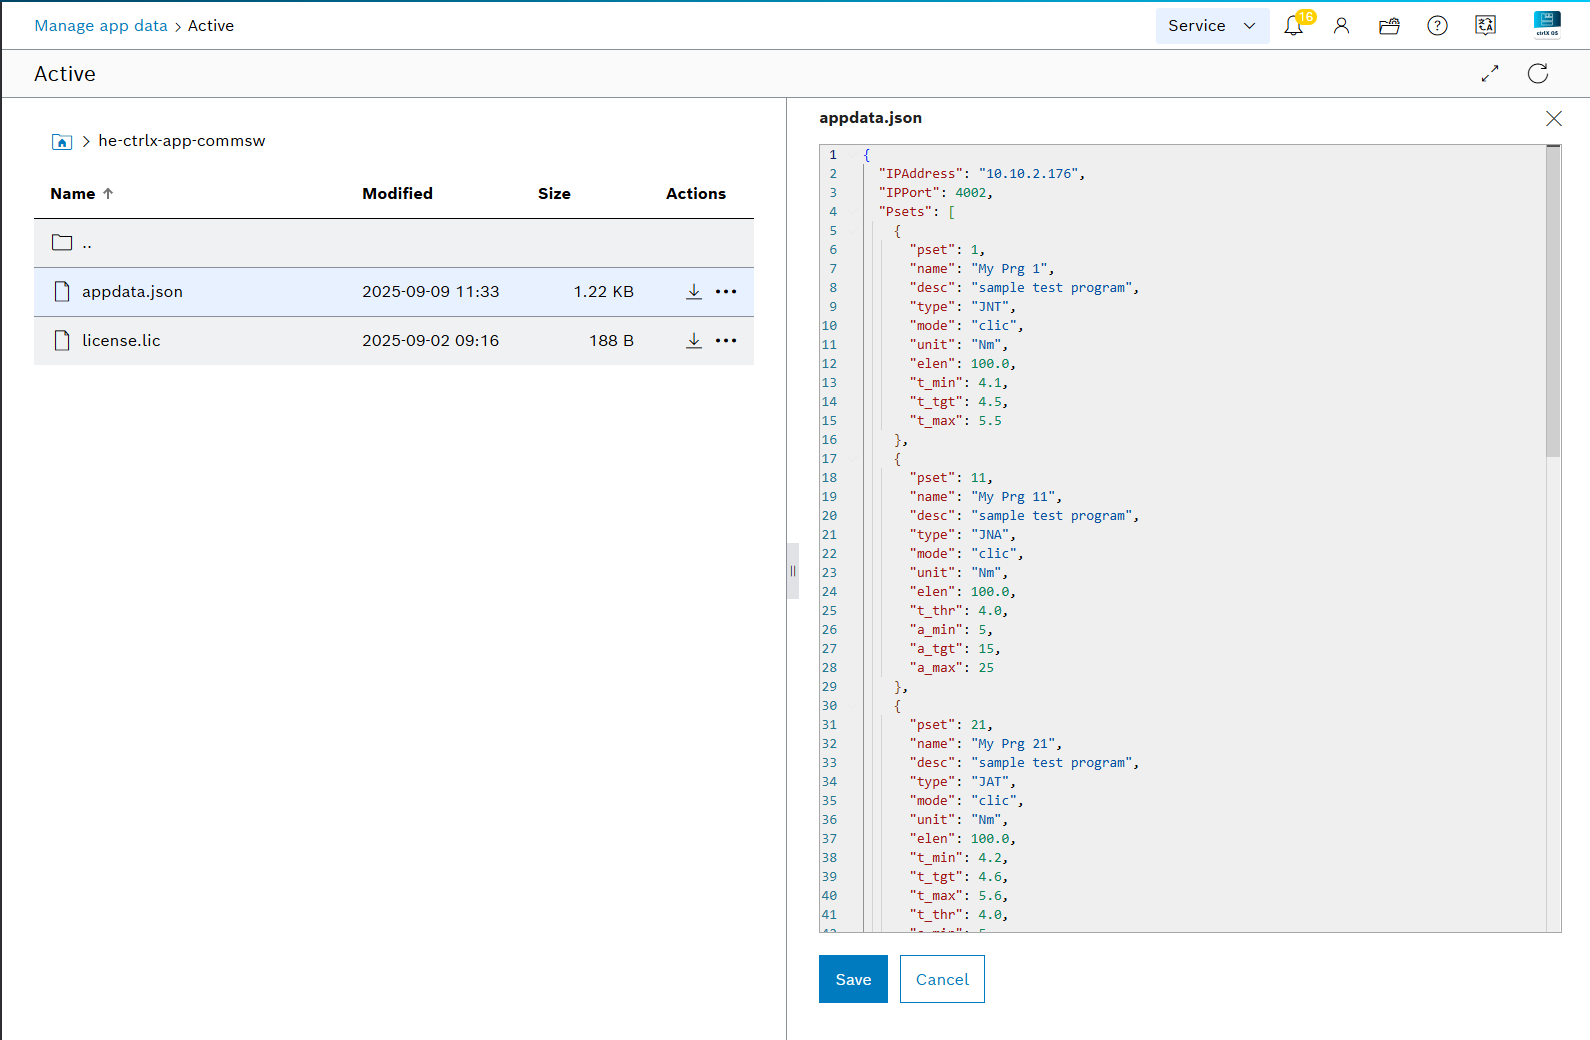 Manage app data > Active
Service
16
ctrlX OS
Active
he-ctrlx-app-commsw
Name Modified Size Actions
..
appdata.json 2025-09-09 11:33 1.22 KB
license.lic 2025-09-02 09:16 188 B
appdata.json
1 {
2 "IPAddress": "10.10.2.176",
3 "IPPort": 4002,
4 "Psets": [
5 {
6 "pset": 1,
7 "name": "My Prg 1",
8 "desc": "sample test program",
9 "type": "JNT",
10 "mode": "clic",
11 "unit": "Nm",
12 "elen": 100.0,
13 "t_min": 4.1,
14 "t_tgt": 4.5,
15 "t_max": 5.5
16 },
17 {
18 "pset": 11,
19 "name": "My Prg 11",
20 "desc": "sample test program",
21 "type": "JNA",
22 "mode": "clic",
23 "unit": "Nm",
24 "elen": 100.0,
25 "t_thr": 4.0,
26 "a_min": 5,
27 "a_tgt": 15,
28 "a_max": 25
29 },
30 {
31 "pset": 21,
32 "name": "My Prg 21",
33 "desc": "sample test program",
34 "type": "JAT",
35 "mode": "clic",
36 "unit": "Nm",
37 "elen": 100.0,
38 "t_min": 4.2,
39 "t_tgt": 4.6,
40 "t_max": 5.6,
41 "t_thr": 4.0,
Save Cancel